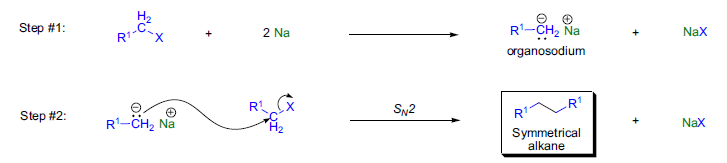 Step #1: R¹ H₂ C X + 2 Na R¹–CH₂ ⊖ Na ⊕ + NaX
organosodium
Step #2: R¹–CH₂ ⊖ Na ⊕ R¹ X C H₂ SN2 R¹ R¹ + NaX
Symmetrical
alkane